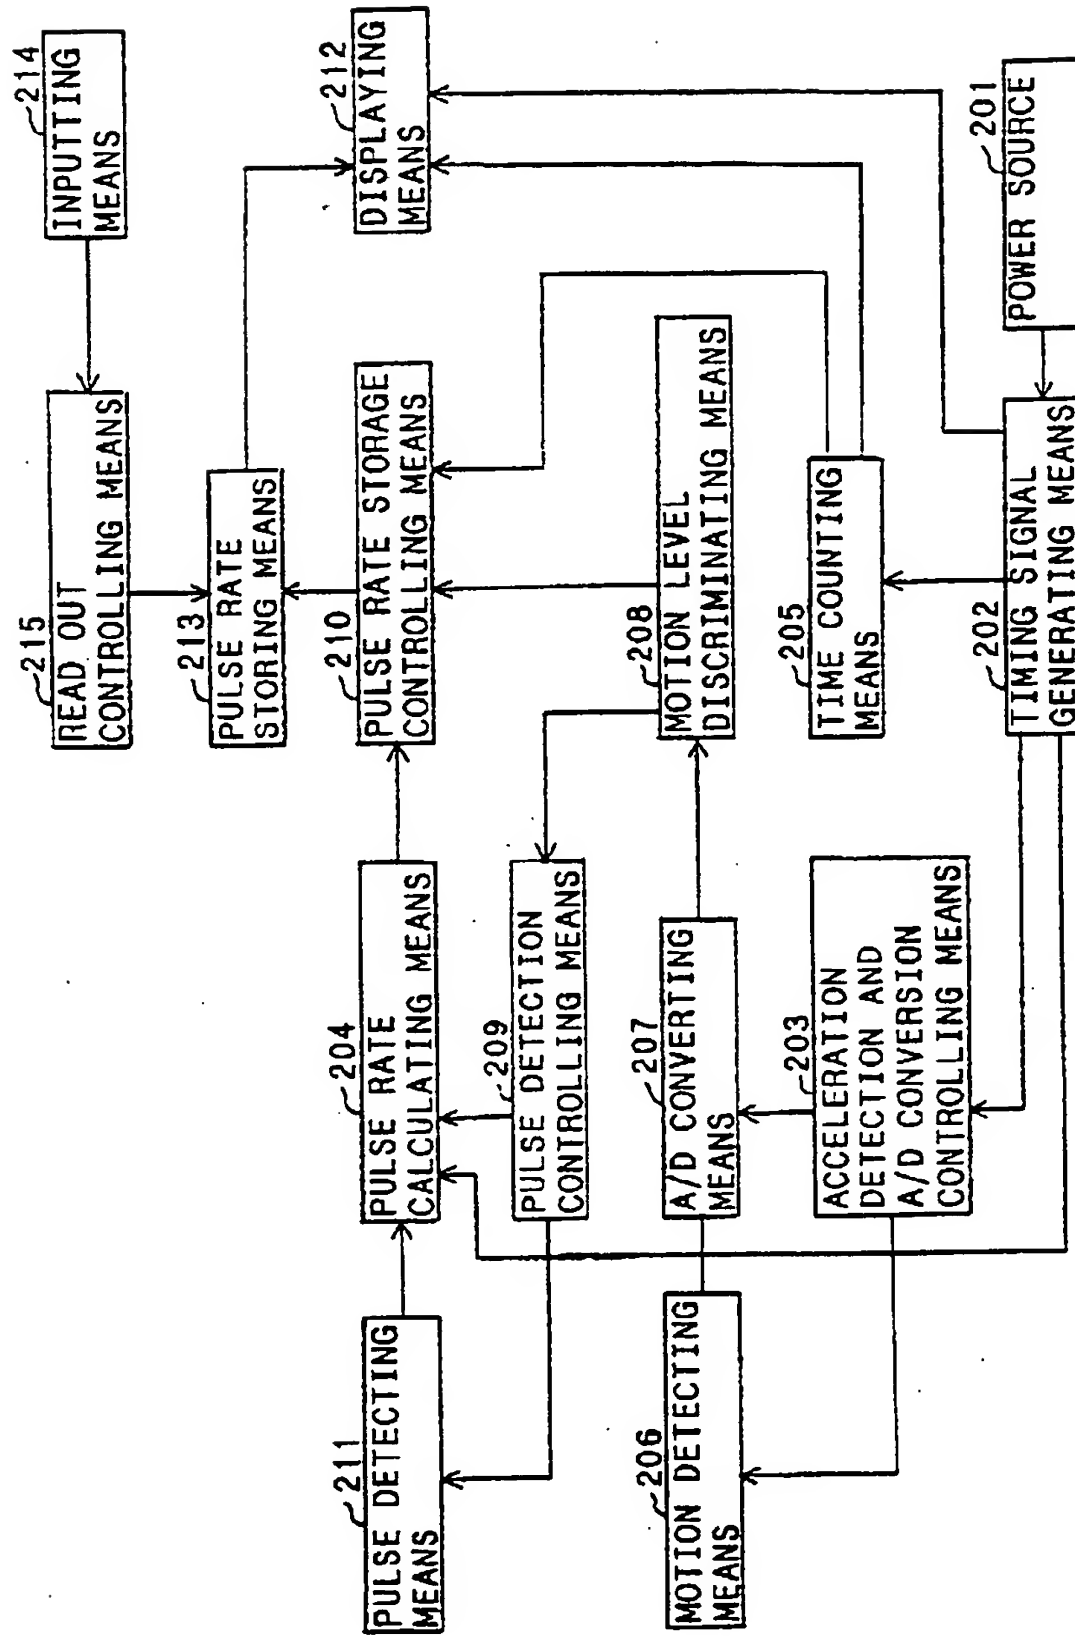 214
INPUTTING
MEANS
212
DISPLAYING
MEANS
201
POWER SOURCE
215
READ OUT
CONTROLLING MEANS
213
PULSE RATE
STORING MEANS
210
PULSE RATE STORAGE
CONTROLLING MEANS
208
MOTION LEVEL
DISCRIMINATING MEANS
205
TIME COUNTING
MEANS
202
TIMING SIGNAL
GENERATING MEANS
204
PULSE RATE
CALCULATING MEANS
209
PULSE DETECTION
CONTROLLING MEANS
207
A/D CONVERTING
MEANS
203
ACCELERATION
DETECTION AND
A/D CONVERSION
CONTROLLING MEANS
211
PULSE DETECTING
MEANS
206
MOTION DETECTING
MEANS